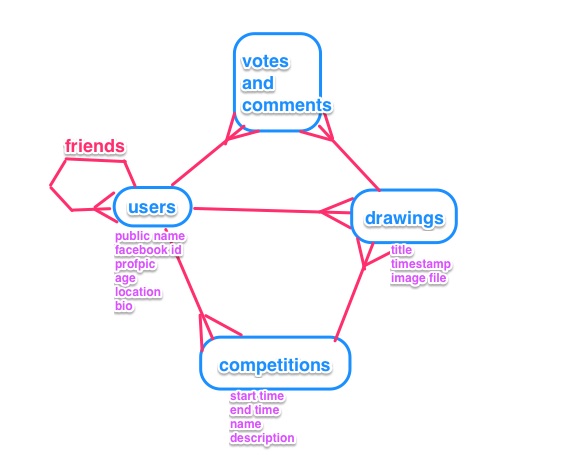 votes
and
comments
friends
users
public name
facebook id
profpic
age
location
bio
drawings
title
timestamp
image file
competitions
start time
end time
name
description